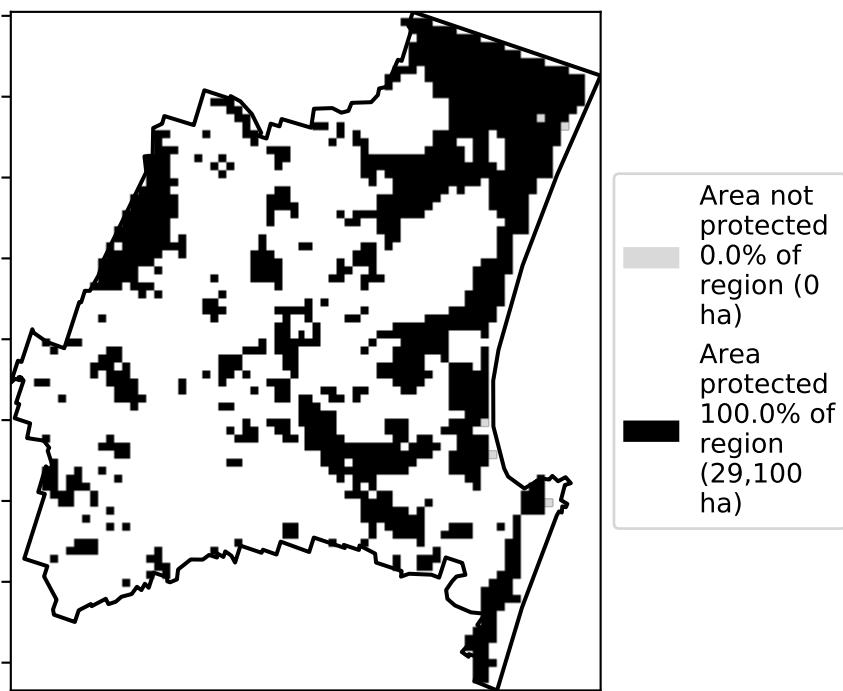 Area not
protected
0.0% of
region (0
ha)
Area
protected
100.0% of
region
(29,100
ha)